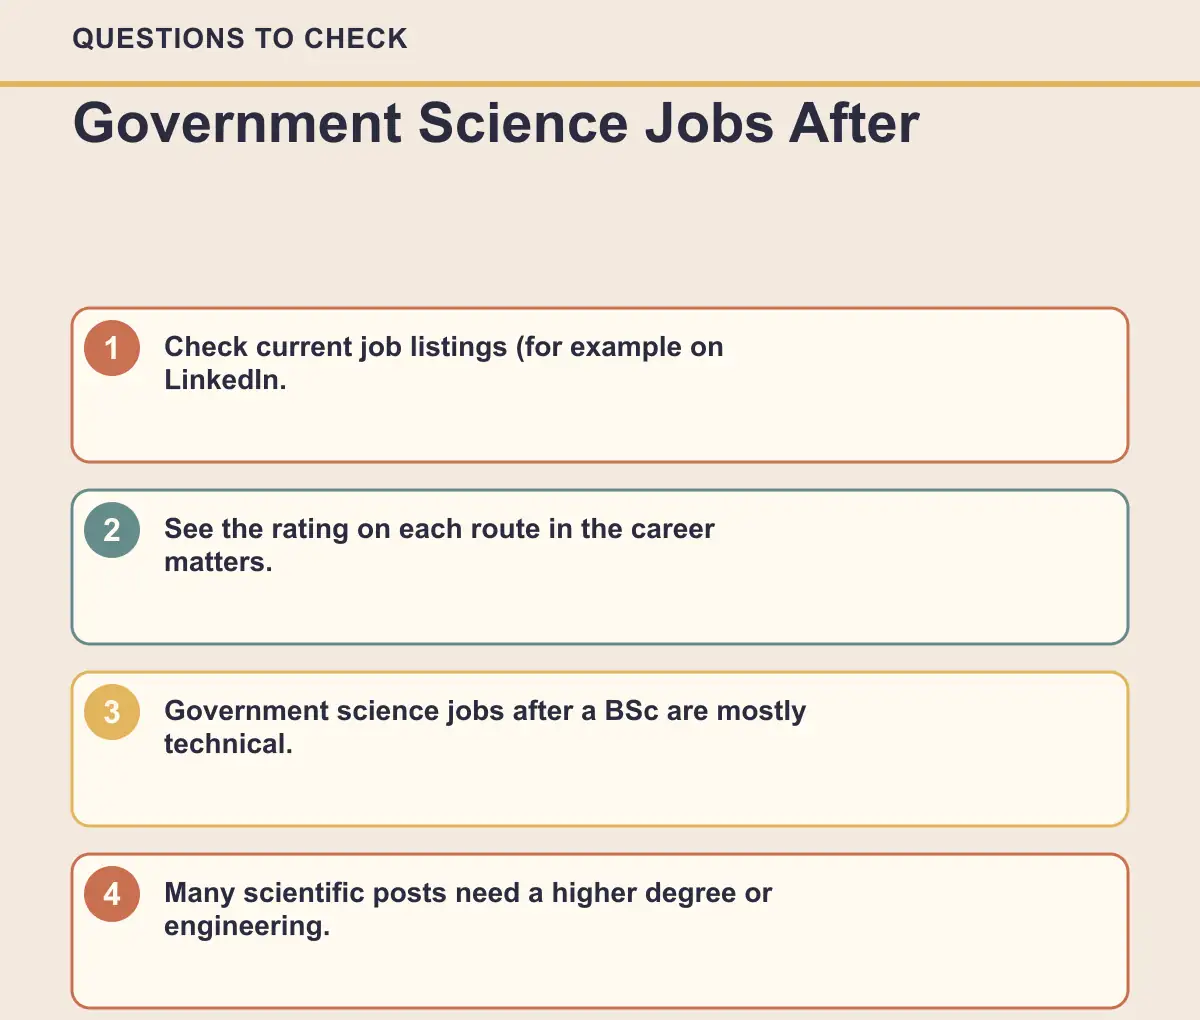 QUESTIONS TO CHECK
Government Science Jobs After
1
Check current job listings (for example on
LinkedIn.
2
See the rating on each route in the career
matters.
3
Government science jobs after a BSc are mostly
technical.
4
Many scientific posts need a higher degree or
engineering.